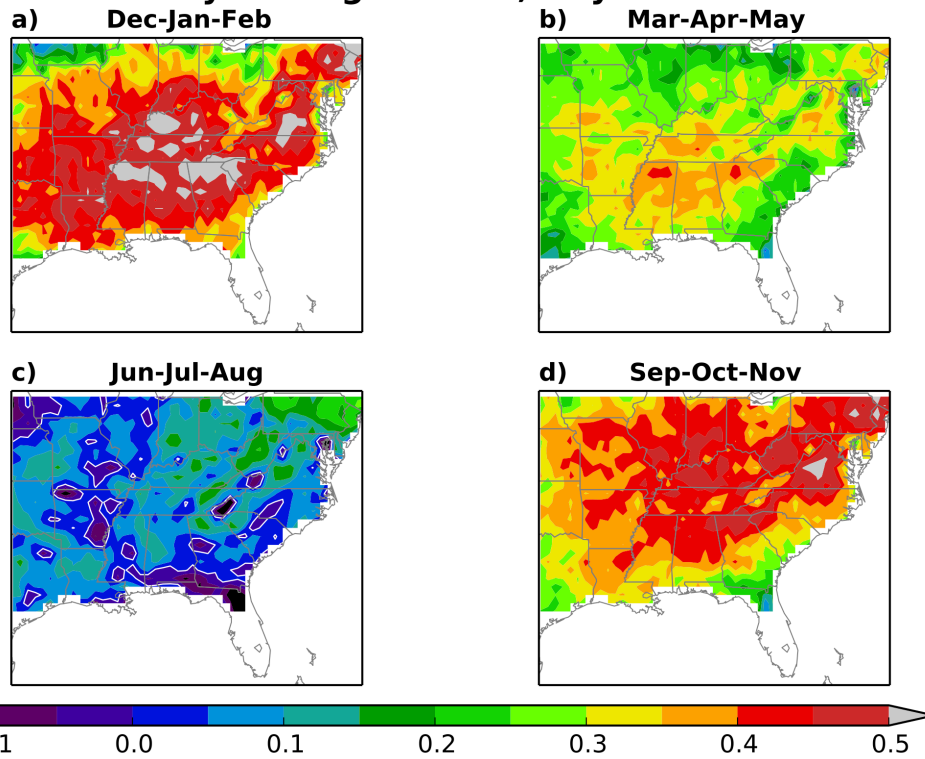 a) Dec-Jan-Feb
b) Mar-Apr-May
c) Jun-Jul-Aug
d) Sep-Oct-Nov
1 0.0 0.1 0.2 0.3 0.4 0.5